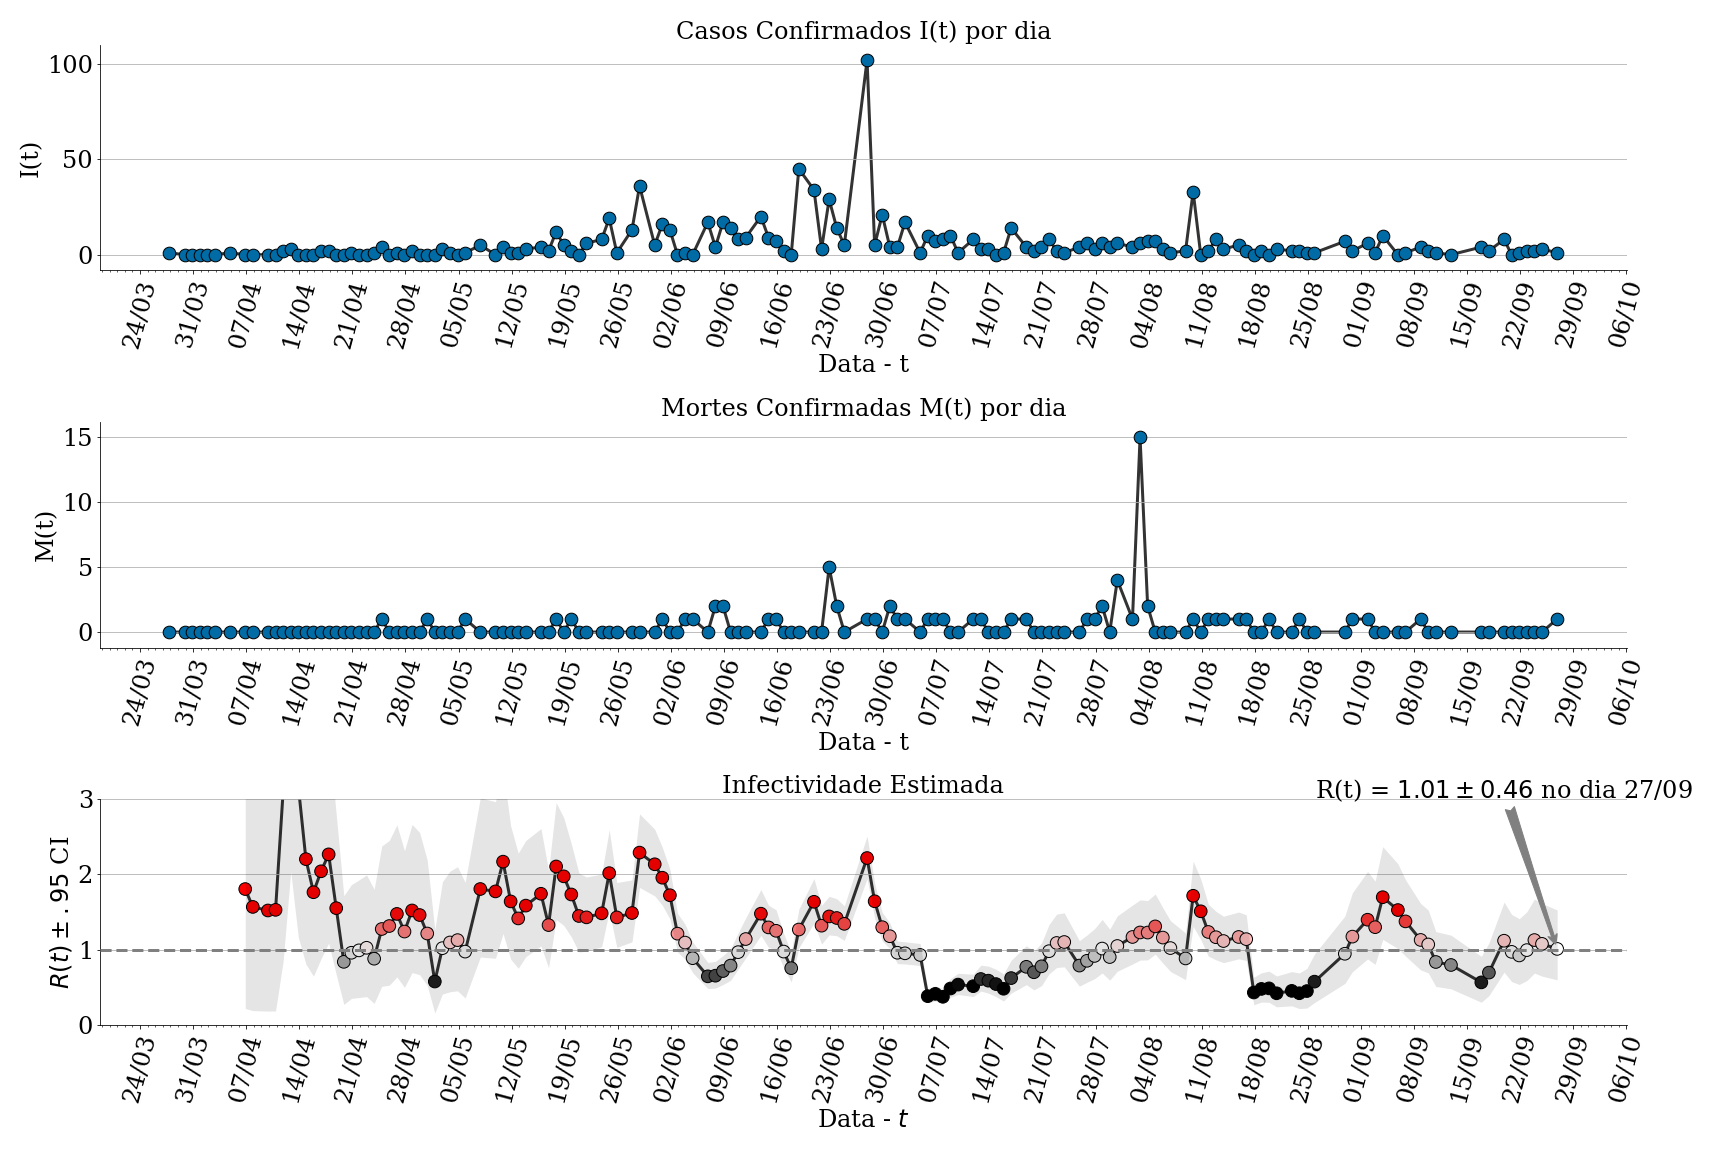 Casos Confirmados I(t) por dia
100
50
0
I(t)
24/03 31/03 07/04 14/04 21/04 28/04 05/05 12/05 19/05 26/05 02/06 09/06 16/06 23/06 30/06 07/07 14/07 21/07 28/07 04/08 11/08 18/08 25/08 01/09 08/09 15/09 22/09 29/09 06/10
Data - t
Mortes Confirmadas M(t) por dia
15
10
5
0
M(t)
24/03 31/03 07/04 14/04 21/04 28/04 05/05 12/05 19/05 26/05 02/06 09/06 16/06 23/06 30/06 07/07 14/07 21/07 28/07 04/08 11/08 18/08 25/08 01/09 08/09 15/09 22/09 29/09 06/10
Data - t
Infectividade Estimada
R(t) = 1.01 ± 0.46 no dia 27/09
3
2
1
0
R(t) ± .95 CI
24/03 31/03 07/04 14/04 21/04 28/04 05/05 12/05 19/05 26/05 02/06 09/06 16/06 23/06 30/06 07/07 14/07 21/07 28/07 04/08 11/08 18/08 25/08 01/09 08/09 15/09 22/09 29/09 06/10
Data - t